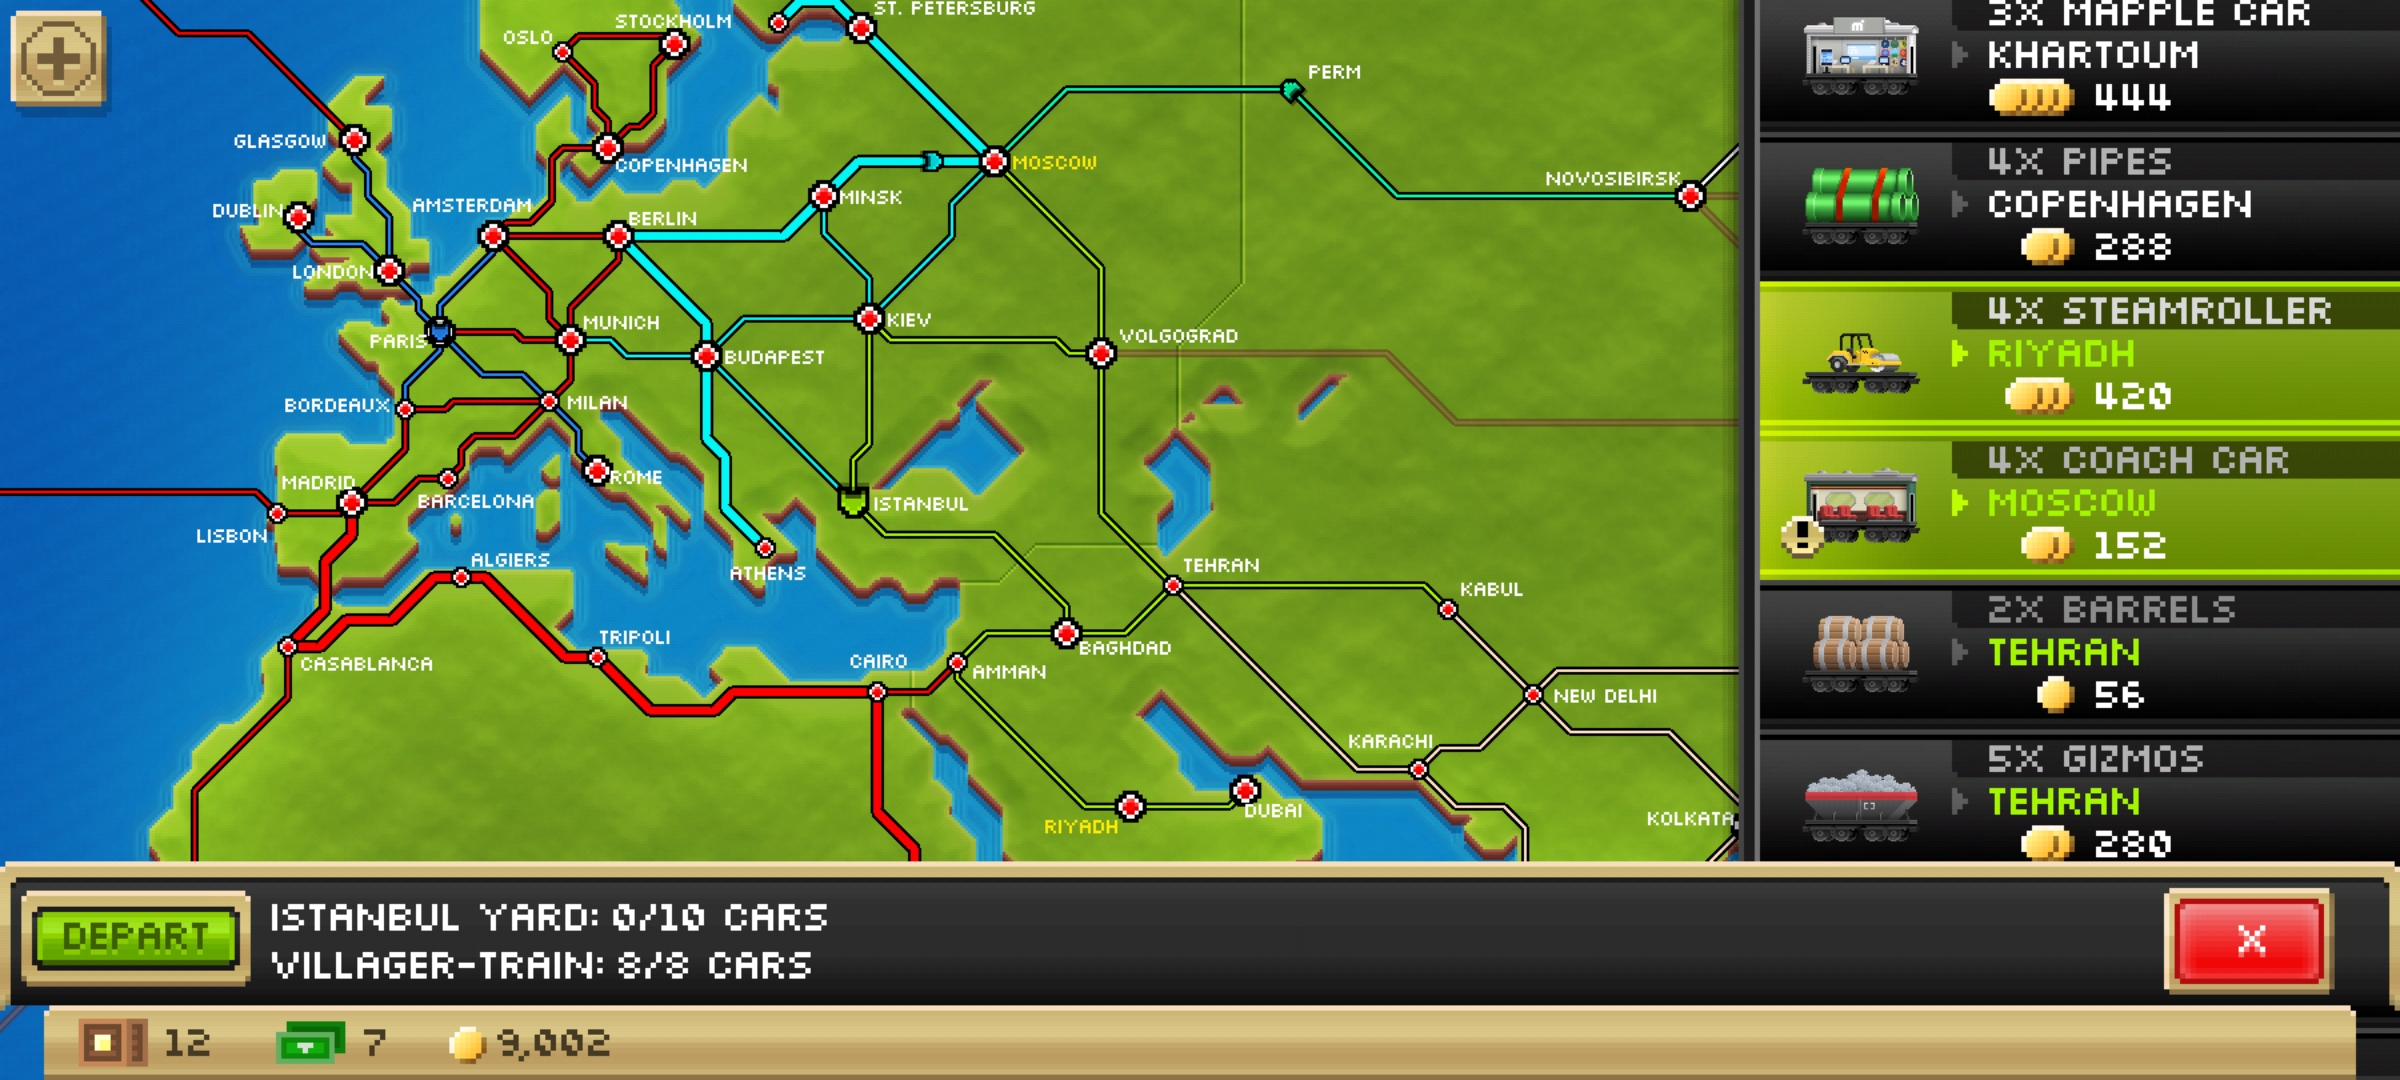 ST. PETERSBURG
STOCKHOLM
OSLO
PERM
GLASGOW
COPENHAGEN
MOSCOW
NOVOSIBIRSK
MINSK
DUBLIN
AMSTERDAM
BERLIN
LONDON
MUNICH
KIEV
VOLGOGRAD
PARIS
BUDAPEST
BORDEAUX
MILAN
ROME
MADRID
BARCELONA
ISTANBUL
LISBON
ALGIERS
ATHENS
TEHRAN
KABUL
TRIPOLI
CASABLANCA
CAIRO
BAGHDAD
AMMAN
NEW DELHI
KARACHI
DUBAI
RIYADH
KOLKATA
3X MAPPLE CAR
KHARTOUM
444
4X PIPES
COPENHAGEN
288
4X STEAMROLLER
RIYADH
420
4X COACH CAR
MOSCOW
152
2X BARRELS
TEHRAN
56
5X GIZMOS
TEHRAN
280
DEPART
ISTANBUL YARD: 0/10 CARS
VILLAGER-TRAIN: 8/8 CARS
X
12
7
9,002